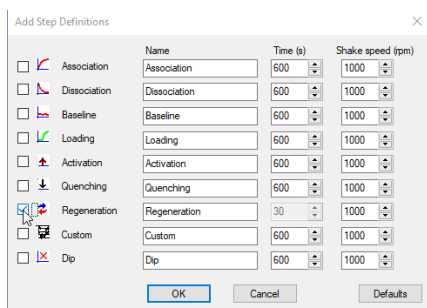 Add Step Definitions
Name Time (s) Shake speed (rpm)
Association Association 600 1000
Dissociation Dissociation 600 1000
Baseline Baseline 600 1000
Loading Loading 600 1000
Activation Activation 600 1000
Quenching Quenching 600 1000
Regeneration Regeneration 30 1000
Custom Custom 600 1000
Dip Dip 600 1000
OK Cancel Defaults